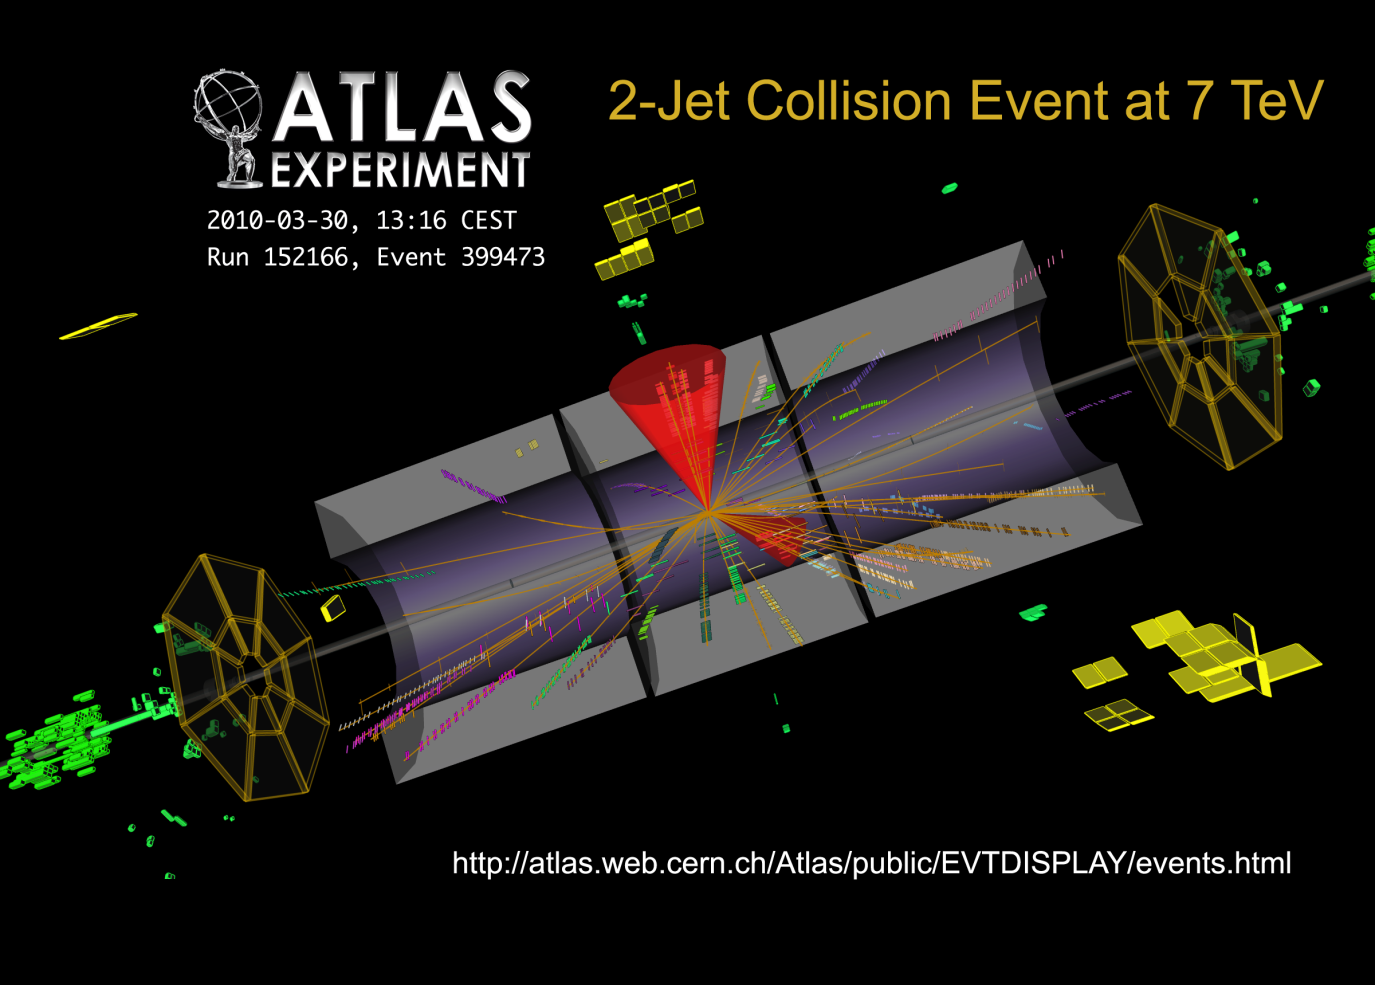 ATLAS
EXPERIMENT
2-Jet Collision Event at 7 TeV
2010-03-30, 13:16 CEST
Run 152166, Event 399473
http://atlas.web.cern.ch/Atlas/public/EVTDISPLAY/events.html